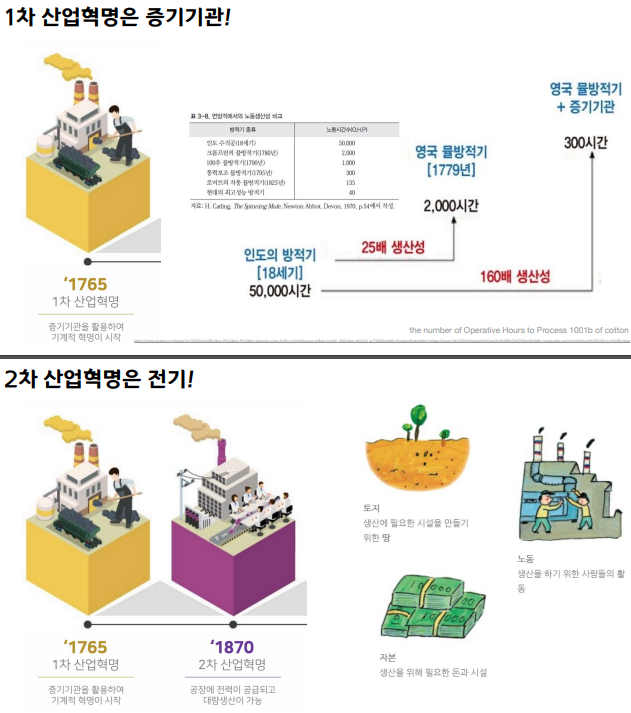 1차 산업혁명은 증기기관!
표 3-8. 면방적에서의 노동생산성 비교
방적기 종류 노동시간수(O.H.P)
인도 수직공(18세기) 50,000
크롬프턴의 뮬방적기(1780년) 2,000
100추 뮬방적기(1790년) 1,000
동력보조 뮬방적기(1795년) 300
로버트의 자동 뮬방적기(1825년) 135
현대의 최고성능 방적기 40
자료: H. Catling, The Spinning Mule, Newton Abbot, Devon, 1970, p.54에서 작성.
영국 뮬방적기
+ 증기기관
300시간
영국 뮬방적기
[1779년]
2,000시간
25배 생산성
인도의 방적기
[18세기]
50,000시간
160배 생산성
‘1765
1차 산업혁명
증기기관을 활용하여
기계적 혁명이 시작
the number of Operative Hours to Process 1001b of cotton
2차 산업혁명은 전기!
토지
생산에 필요한 시설을 만들기
위한 땅
노동
생산을 하기 위한 사람들의 활
동
자본
생산을 위해 필요한 돈과 시설
‘1765
1차 산업혁명
증기기관을 활용하여
기계적 혁명이 시작
‘1870
2차 산업혁명
공장에 전력이 공급되고
대량생산이 가능